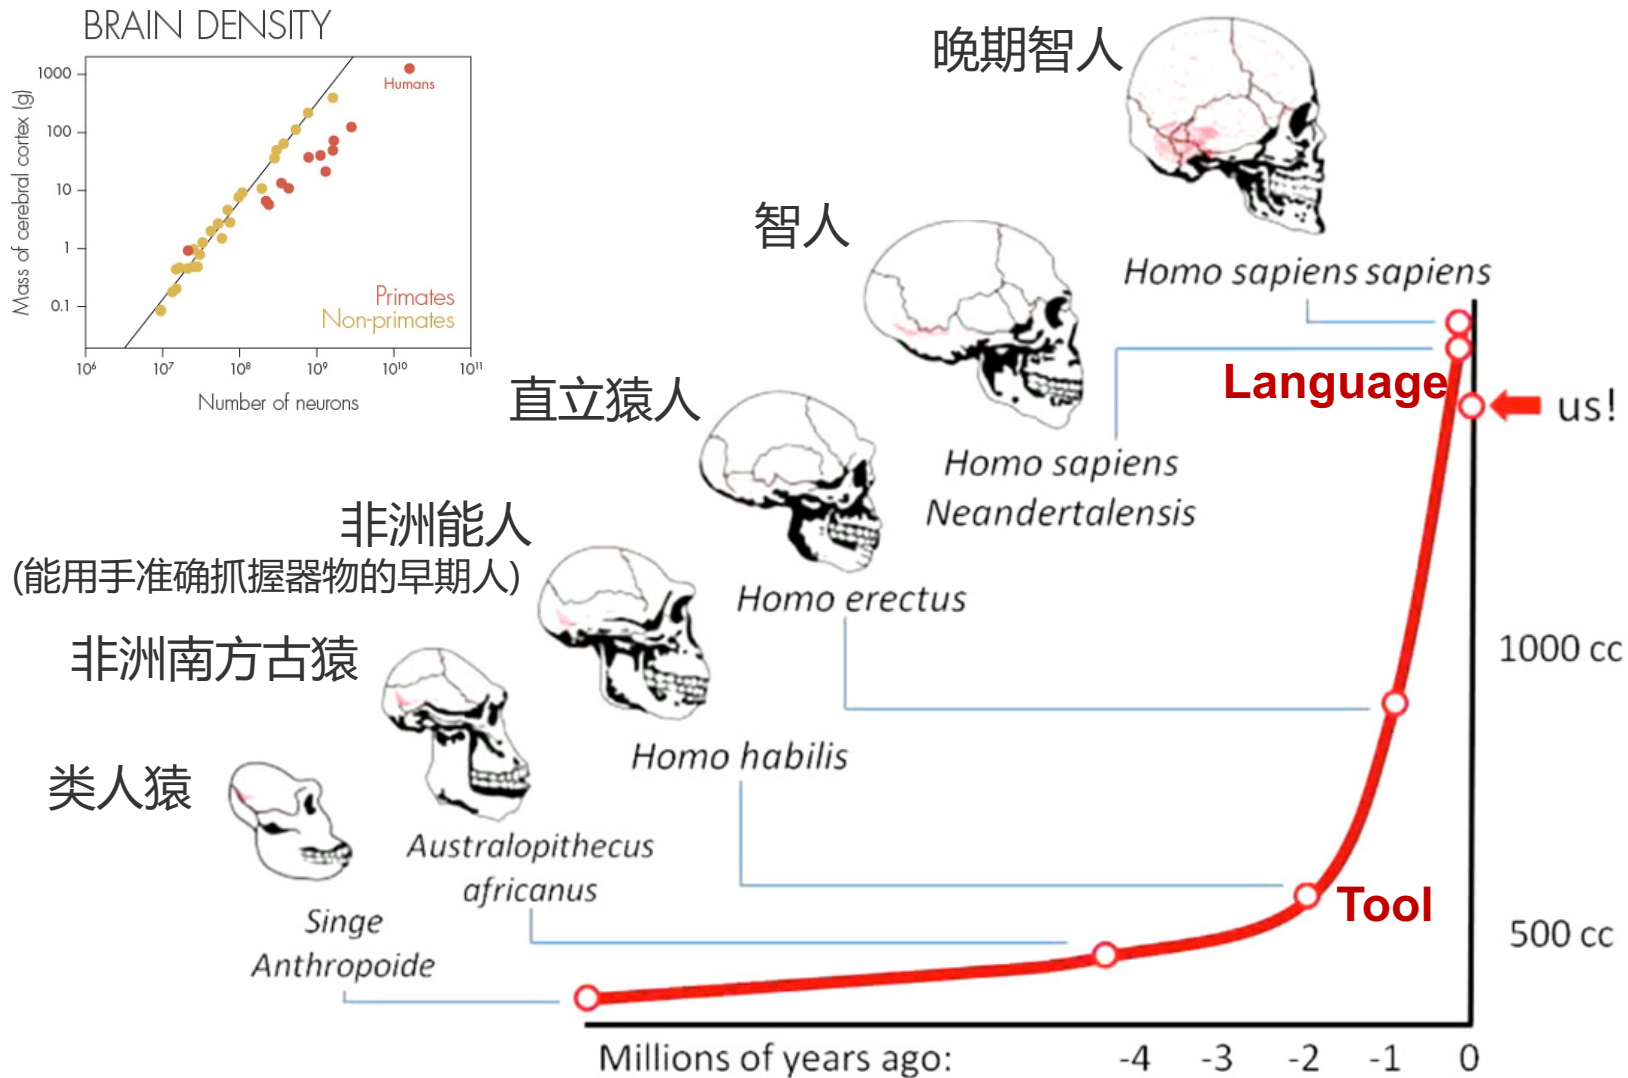 BRAIN DENSITY
Mass of cerebral cortex (g)
1000
100
10
1
0.1
Humans
Primates
Non-primates
10⁶
10⁷
10⁸
10⁹
10¹⁰
10¹¹
Number of neurons
晚期智人
Homo sapiens sapiens
智人
Homo sapiens
Neandertalensis
直立猿人
Homo erectus
非洲能人
(能用手准确抓握器物的早期人)
Homo habilis
非洲南方古猿
Australopithecus
africanus
类人猿
Singe
Anthropoide
Language
us!
1000 cc
Tool
500 cc
Millions of years ago:
-4
-3
-2
-1
0